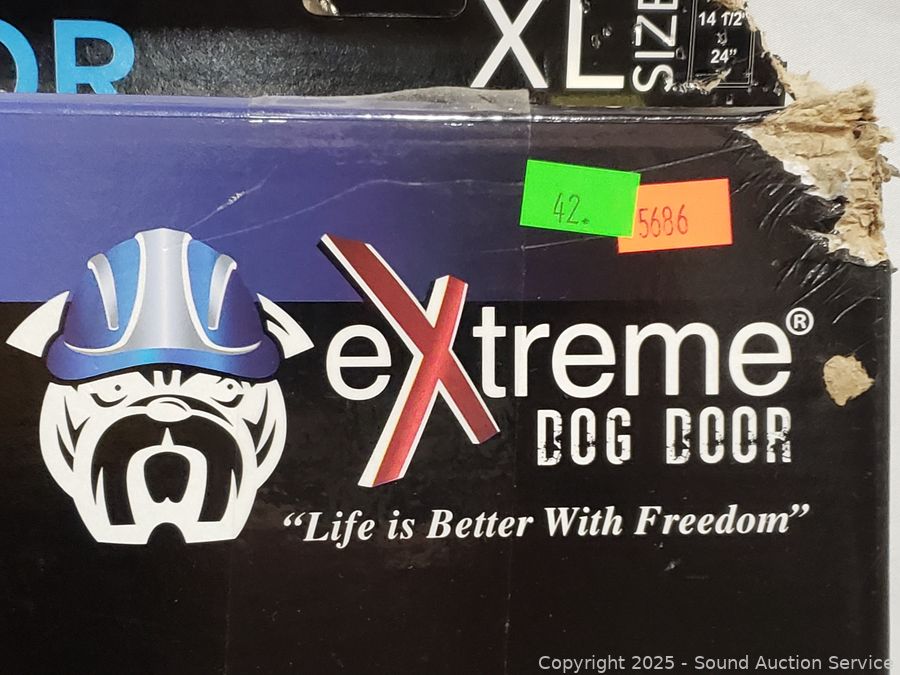 OR
XL
SIZE
14 1/2"
24"
42.
5686
eXtreme®
DOG DOOR
“Life is Better With Freedom”
Copyright 2025 - Sound Auction Service